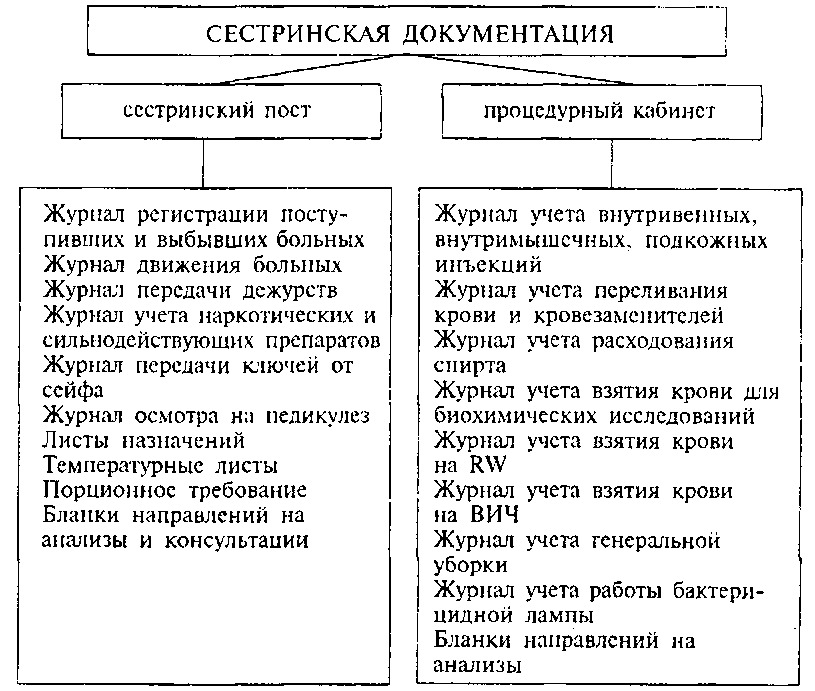 СЕСТРИНСКАЯ ДОКУМЕНТАЦИЯ
сестринский пост
процедурный кабинет
Журнал регистрации посту-
пивших и выбывших больных
Журнал движения больных
Журнал передачи дежурств
Журнал учета наркотических и
сильнодействующих препаратов
Журнал передачи ключей от
сейфа
Журнал осмотра на педикулез
Листы назначений
Температурные листы
Порционное требование
Бланки направлений на
анализы и консультации
Журнал учета внутривенных,
внутримышечных, подкожных
инъекций
Журнал учета переливания
крови и кровезаменителей
Журнал учета расходования
спирта
Журнал учета взятия крови для
биохимических исследований
Журнал учета взятия крови
на RW
Журнал учета взятия крови
на ВИЧ
Журнал учета генеральной
уборки
Журнал учета работы бактери-
цидной лампы
Бланки направлений на
анализы